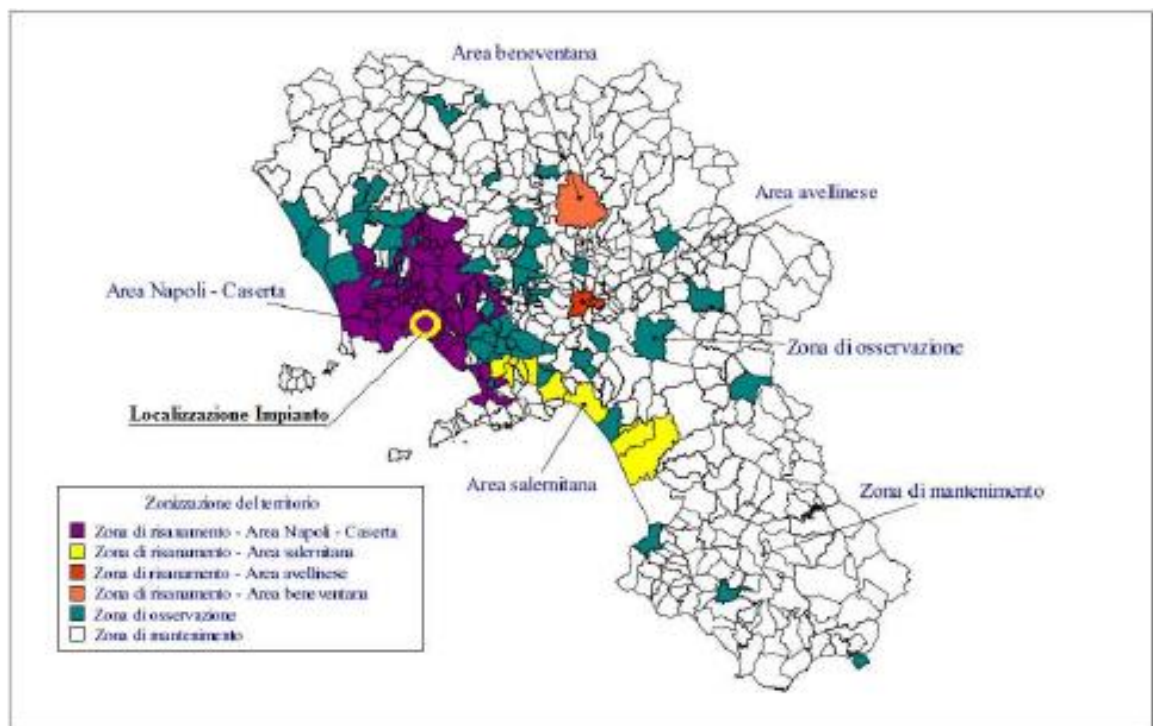 Area beneventana
Area avellinese
Area Napoli - Caserta
Zona di osservazione
Localizzazione Impianto
Area salernitana
Zona di mantenimento
Zonizzazione del territorio
Zona di risanamento - Area Napoli - Caserta
Zona di risanamento - Area salernitana
Zona di risanamento - Area avellinese
Zona di risanamento - Area beneventana
Zona di osservazione
Zona di mantenimento